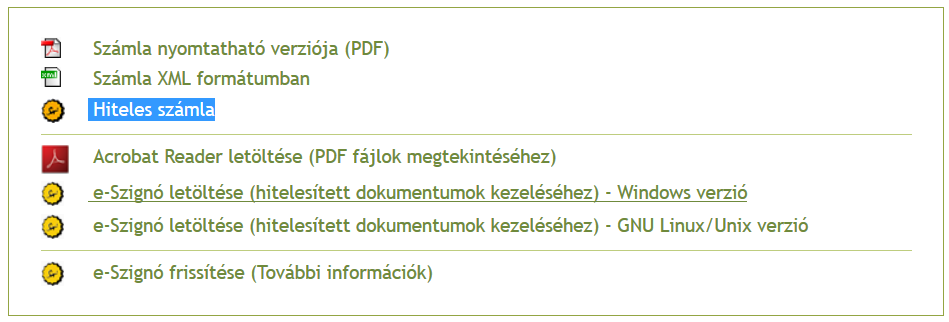 Számla nyomtatható verziója (PDF)
Számla XML formátumban
Hiteles számla
Acrobat Reader letöltése (PDF fájlok megtekintéséhez)
e-Szignó letöltése (hitelesített dokumentumok kezeléséhez) - Windows verzió
e-Szignó letöltése (hitelesített dokumentumok kezeléséhez) - GNU Linux/Unix verzió
e-Szignó frissítése (További információk)